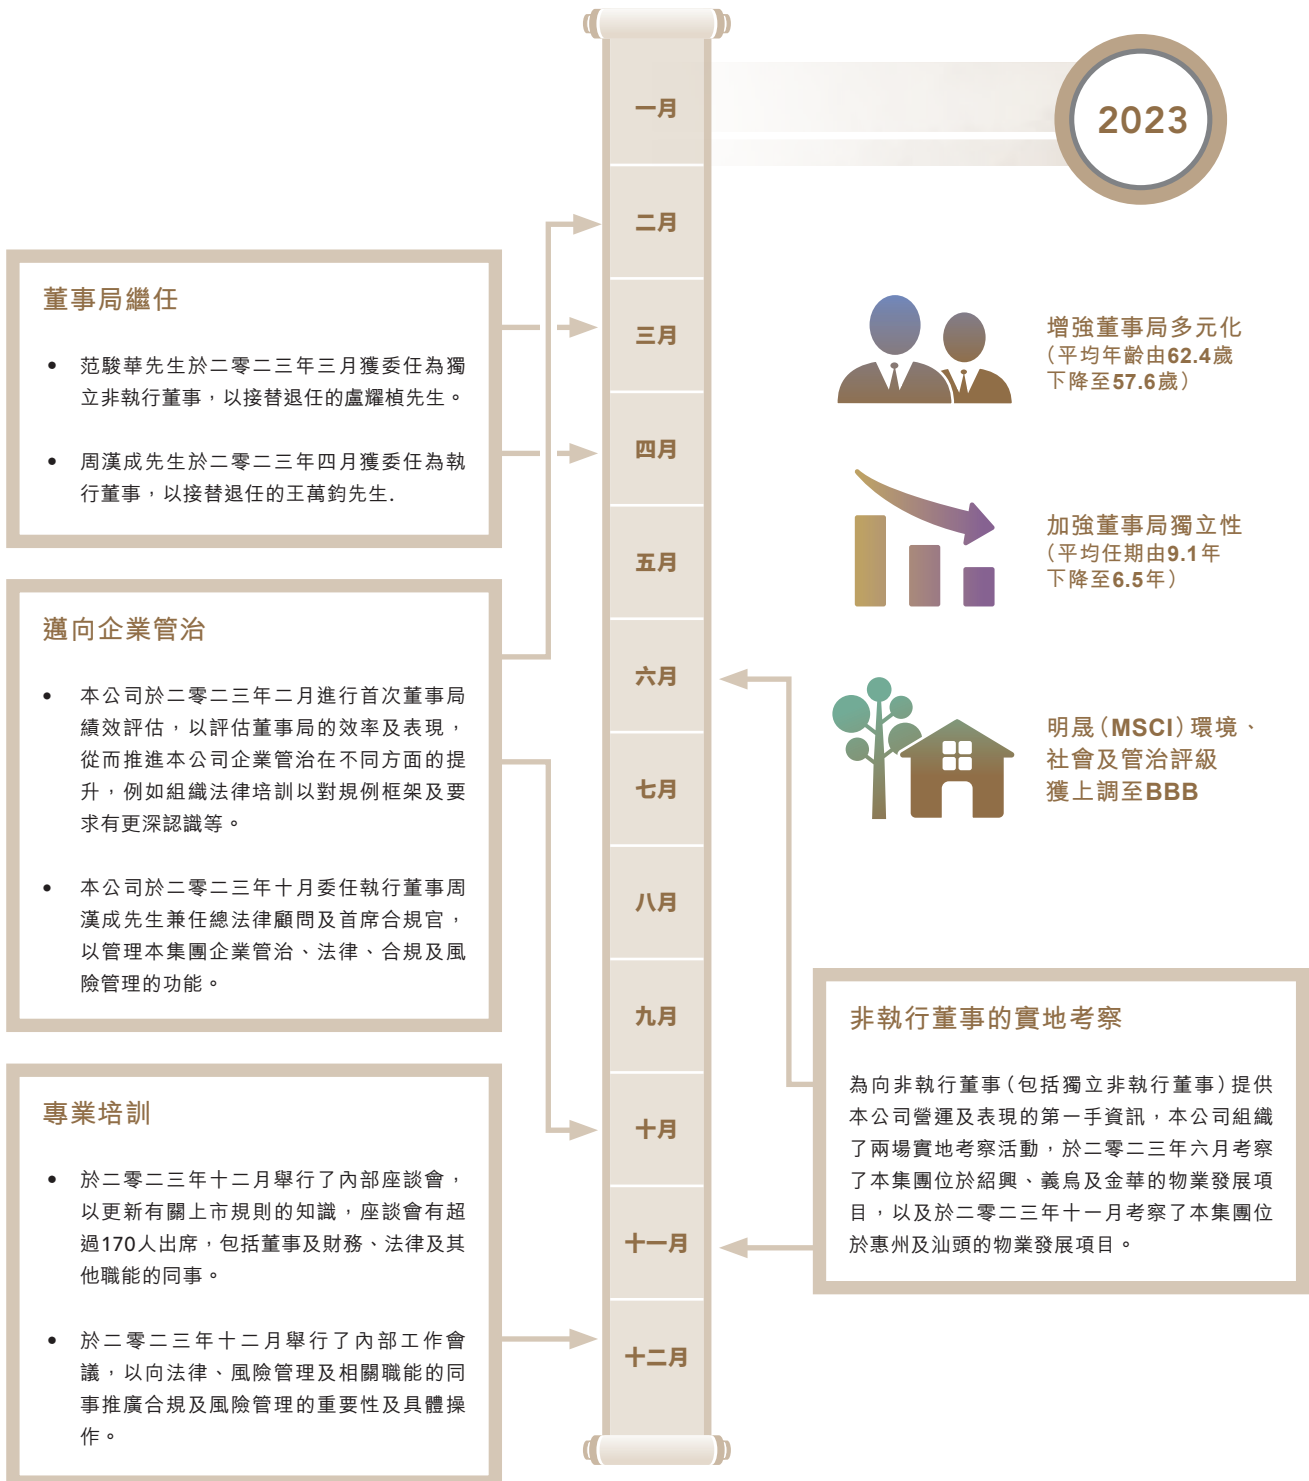 2023
一月
二月
三月
四月
五月
六月
七月
八月
九月
十月
十一月
十二月
董事局繼任
• 范駿華先生於二零二三年三月獲委任為獨
立非執行董事，以接替退任的盧耀楨先生。
• 周漢成先生於二零二三年四月獲委任為執
行董事，以接替退任的王萬鈞先生.
邁向企業管治
• 本公司於二零二三年二月進行首次董事局
績效評估，以評估董事局的效率及表現，
從而推進本公司企業管治在不同方面的提
升，例如組織法律培訓以對規例框架及要
求有更深認識等。
• 本公司於二零二三年十月委任執行董事周
漢成先生兼任總法律顧問及首席合規官，
以管理本集團企業管治、法律、合規及風
險管理的功能。
專業培訓
• 於二零二三年十二月舉行了內部座談會，
以更新有關上市規則的知識，座談會有超
過170人出席，包括董事及財務、法律及其
他職能的同事。
• 於二零二三年十二月舉行了內部工作會
議，以向法律、風險管理及相關職能的同
事推廣合規及風險管理的重要性及具體操
作。
增強董事局多元化
（平均年齡由62.4歲
下降至57.6歲）
加強董事局獨立性
（平均任期由9.1年
下降至6.5年）
明晟（MSCI）環境、
社會及管治評級
獲上調至BBB
非執行董事的實地考察
為向非執行董事（包括獨立非執行董事）提供
本公司營運及表現的第一手資訊，本公司組織
了兩場實地考察活動，於二零二三年六月考察
了本集團位於紹興、義烏及金華的物業發展項
目，以及於二零二三年十一月考察了本集團位
於惠州及汕頭的物業發展項目。